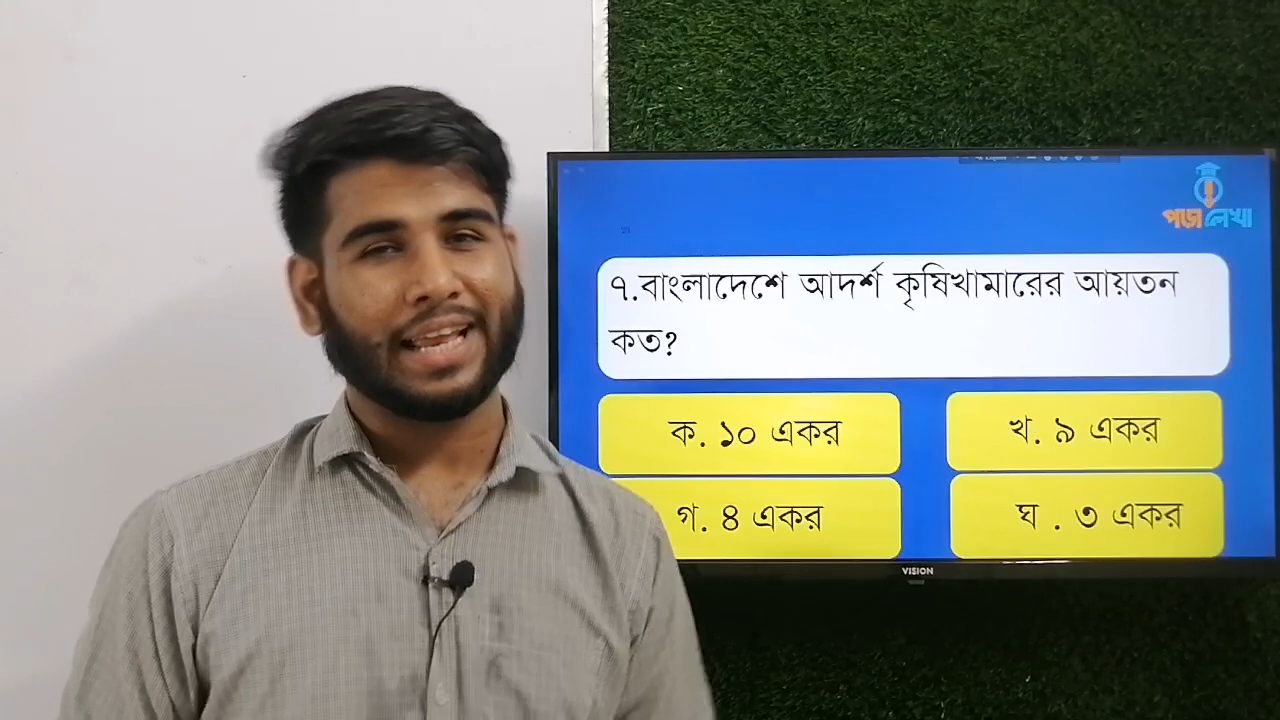 পড়ালেখা
৭.বাংলাদেশে আদর্শ কৃষিখামারের আয়তন
কত?
ক. ১০ একর
খ. ৯ একর
গ. ৪ একর
ঘ . ৩ একর
VISION